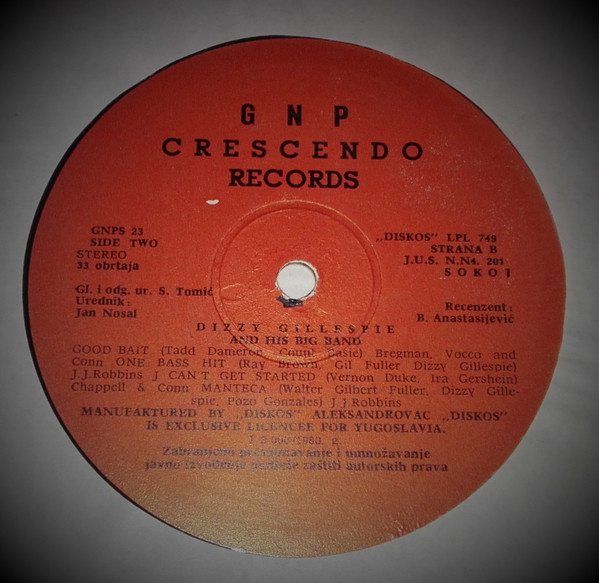 GNP
CRESCENDO
RECORDS
GNPS 23
SIDE TWO
STEREO
33 obrtaja
„DISKOS" LPL 749
STRANA B
J.U.S. N.N4. 201
SOKOJ
Gl. i odg. ur. S. Tomić
Urednik:
Jan Nosal
Recenzent:
B. Anastasijević
DIZZY GILLESPIE
AND HIS BIG BAND
GOOD BAIT (Tadd Dameron, Count Basie) Bregman, Vocco and
Conn ONE BASS HIT (Ray Brown, Gil Fuller Dizzy Gillespie)
J.J.Robbins J CAN'T GET STARTED (Vernon Duke, Ira Gershein)
Chappell & Conn MANTECA (Walter Gilbert Fuller, Dizzy Gille-
spie, Pozo Gonzales) J J Robbins
MANUFAKTURED BY „DISKOS" ALEKSANDROVAC „DISKOS"
IS EXCLUSIVE LICENCEE FOR YUGOSLAVIA.
1980. g.
Zabranjeno presnimavanje i umnožavanje
javno izvođenje zaštiti autorskih prava